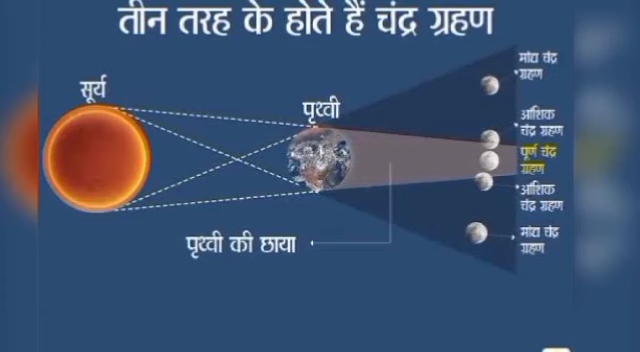 तीन तरह के होते हैं चंद्र ग्रहण
सूर्य
पृथ्वी
मांद्य चंद्र
ग्रहण
आंशिक
चंद्र ग्रहण
पूर्ण चंद्र
ग्रहण
आंशिक
चंद्र ग्रहण
मांद्य चंद्र
ग्रहण
पृथ्वी की छाया